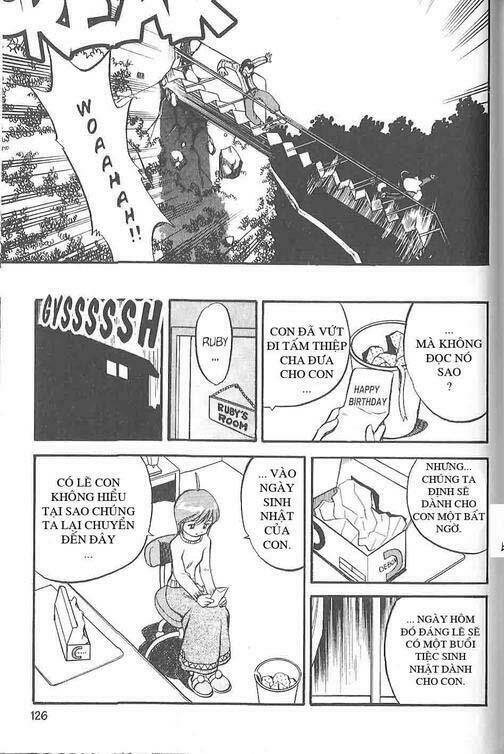 REAK
WOAAHAH!!
GVSSSSSH
RUBY
...
RUBY'S
ROOM
CON ĐÃ VỨT
ĐI TẤM THIỆP
CHA ĐƯA
CHO CON
...
HAPPY
BIRTHDAY
...
MÀ KHÔNG
ĐỌC NÓ
SAO
?
CÓ LẼ CON
KHÔNG HIỂU
TẠI SAO CHÚNG
TA LẠI CHUYỂN
ĐẾN ĐÂY
...
... VÀO
NGÀY
SINH
NHẬT
CỦA CON.
NHƯNG...
CHÚNG TA
ĐỊNH SẼ
DÀNH CHO
CON MỘT BẤT
NGỜ.
DEBO
... NGÀY HÔM
ĐÓ ĐÁNG LẼ SẼ
CÓ MỘT BUỔI
TIỆC SINH
NHẬT DÀNH
CHO CON.
126